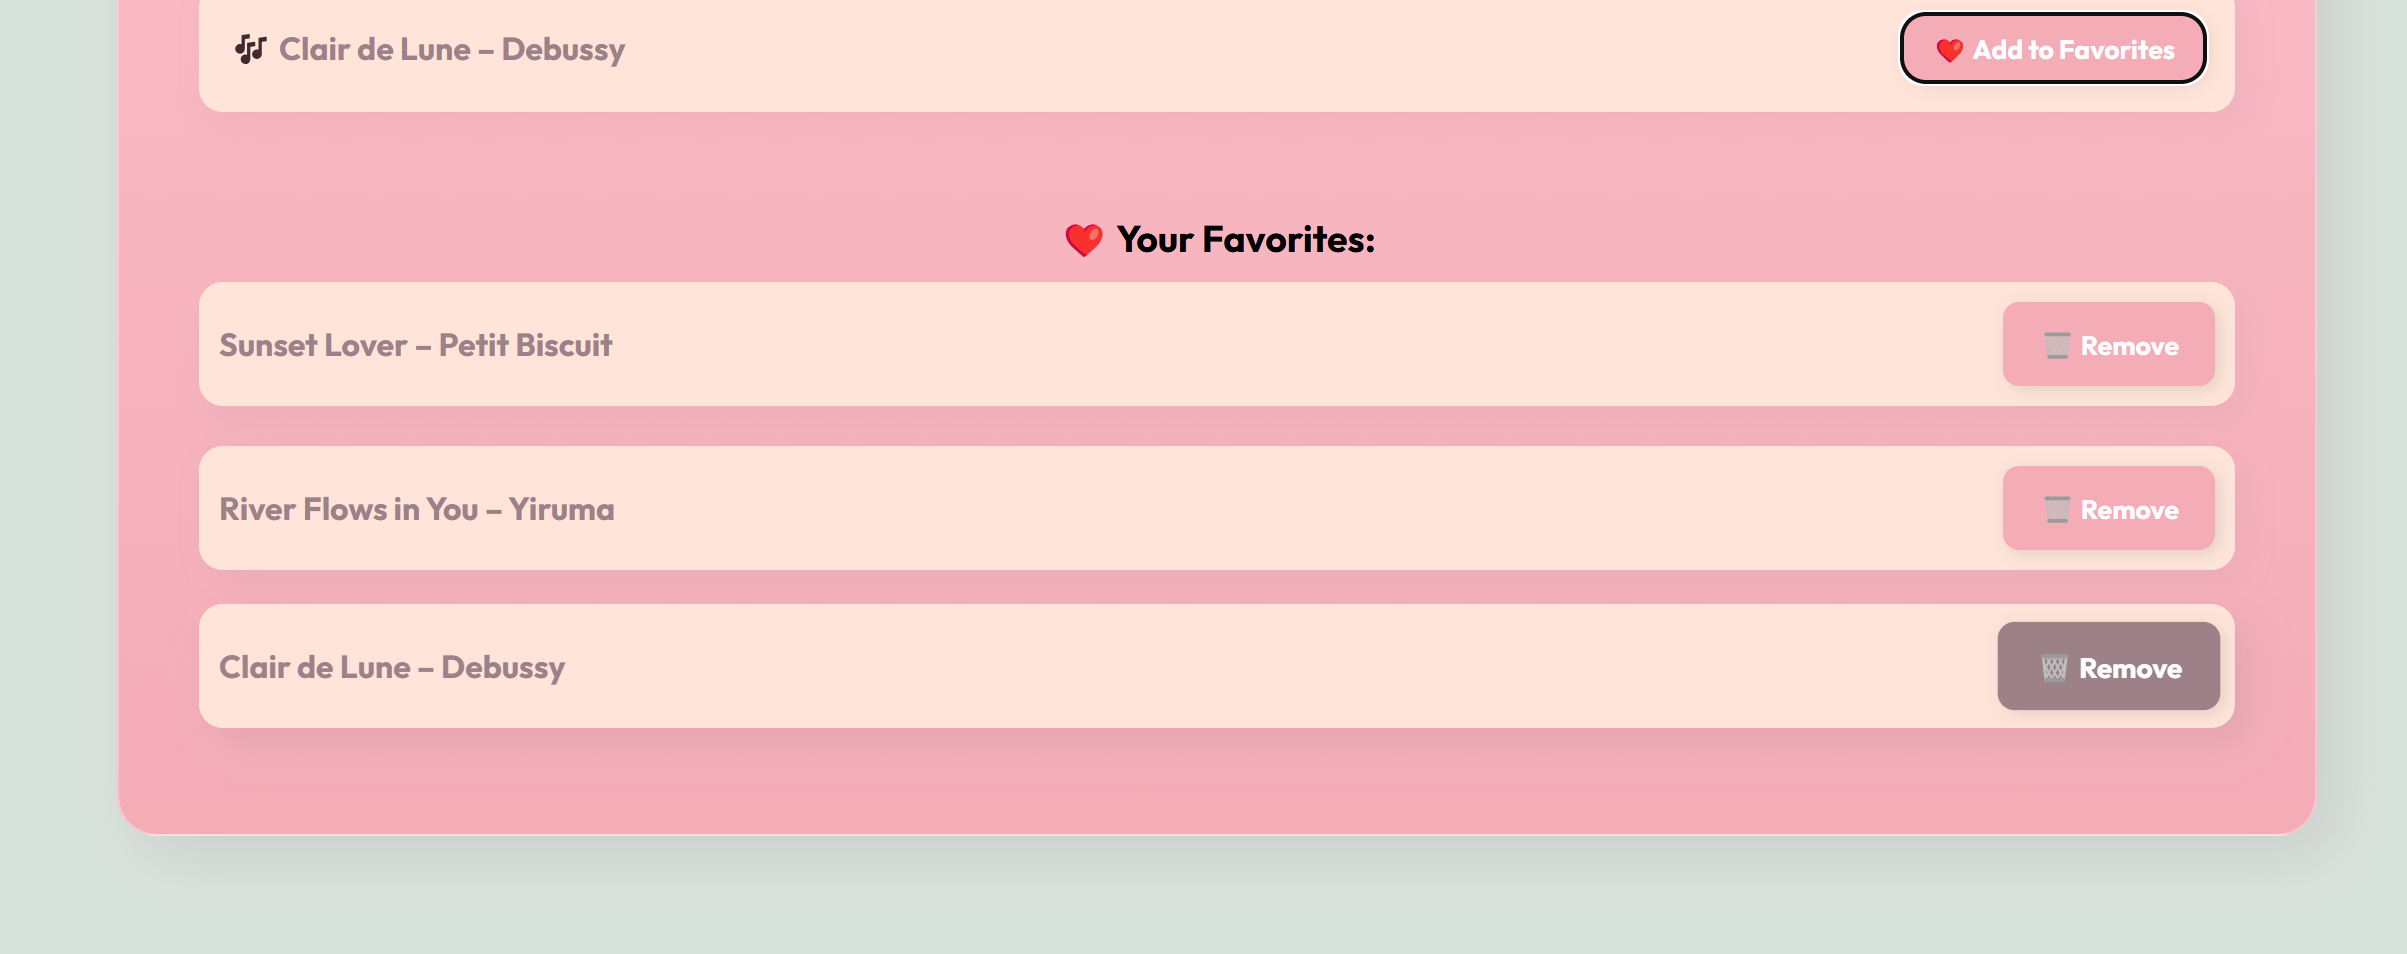 🎶 Clair de Lune – Debussy
❤️ Add to Favorites
❤️ Your Favorites:
Sunset Lover – Petit Biscuit
🗑️ Remove
River Flows in You – Yiruma
🗑️ Remove
Clair de Lune – Debussy
🗑️ Remove